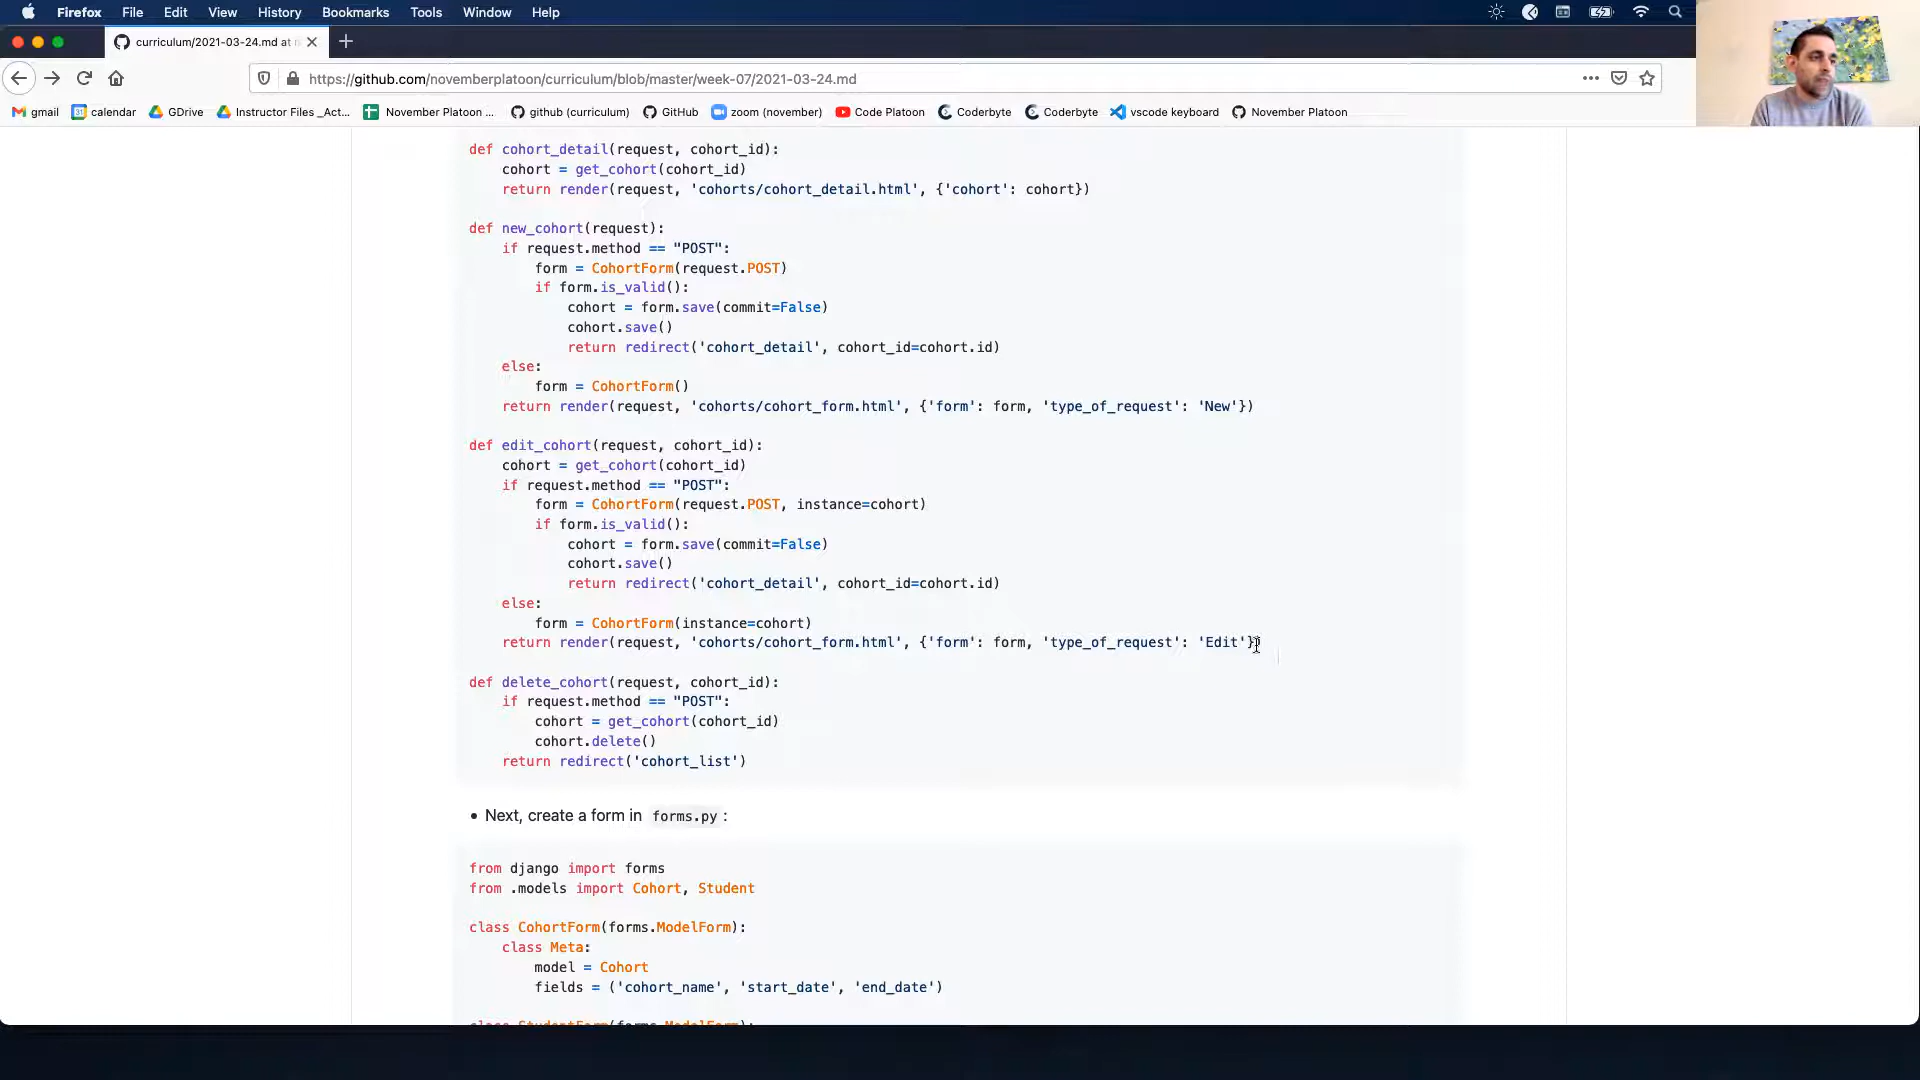 Firefox File Edit View History Bookmarks Tools Window Help
curriculum/2021-03-24.md at
https://github.com/novemberplatoon/curriculum/blob/master/week-07/2021-03-24.md
gmail calendar GDrive Instructor Files _Act... November Platoon ... github (curriculum) GitHub zoom (november) Code Platoon Coderbyte Coderbyte vscode keyboard November Platoon
def cohort_detail(request, cohort_id):
    cohort = get_cohort(cohort_id)
    return render(request, 'cohorts/cohort_detail.html', {'cohort': cohort})
def new_cohort(request):
    if request.method == "POST":
        form = CohortForm(request.POST)
        if form.is_valid():
            cohort = form.save(commit=False)
            cohort.save()
            return redirect('cohort_detail', cohort_id=cohort.id)
    else:
        form = CohortForm()
    return render(request, 'cohorts/cohort_form.html', {'form': form, 'type_of_request': 'New'})
def edit_cohort(request, cohort_id):
    cohort = get_cohort(cohort_id)
    if request.method == "POST":
        form = CohortForm(request.POST, instance=cohort)
        if form.is_valid():
            cohort = form.save(commit=False)
            cohort.save()
            return redirect('cohort_detail', cohort_id=cohort.id)
    else:
        form = CohortForm(instance=cohort)
    return render(request, 'cohorts/cohort_form.html', {'form': form, 'type_of_request': 'Edit'})
def delete_cohort(request, cohort_id):
    if request.method == "POST":
        cohort = get_cohort(cohort_id)
        cohort.delete()
    return redirect('cohort_list')
• Next, create a form in forms.py :
from django import forms
from .models import Cohort, Student
class CohortForm(forms.ModelForm):
    class Meta:
        model = Cohort
        fields = ('cohort_name', 'start_date', 'end_date')
class StudentForm(forms.ModelForm):